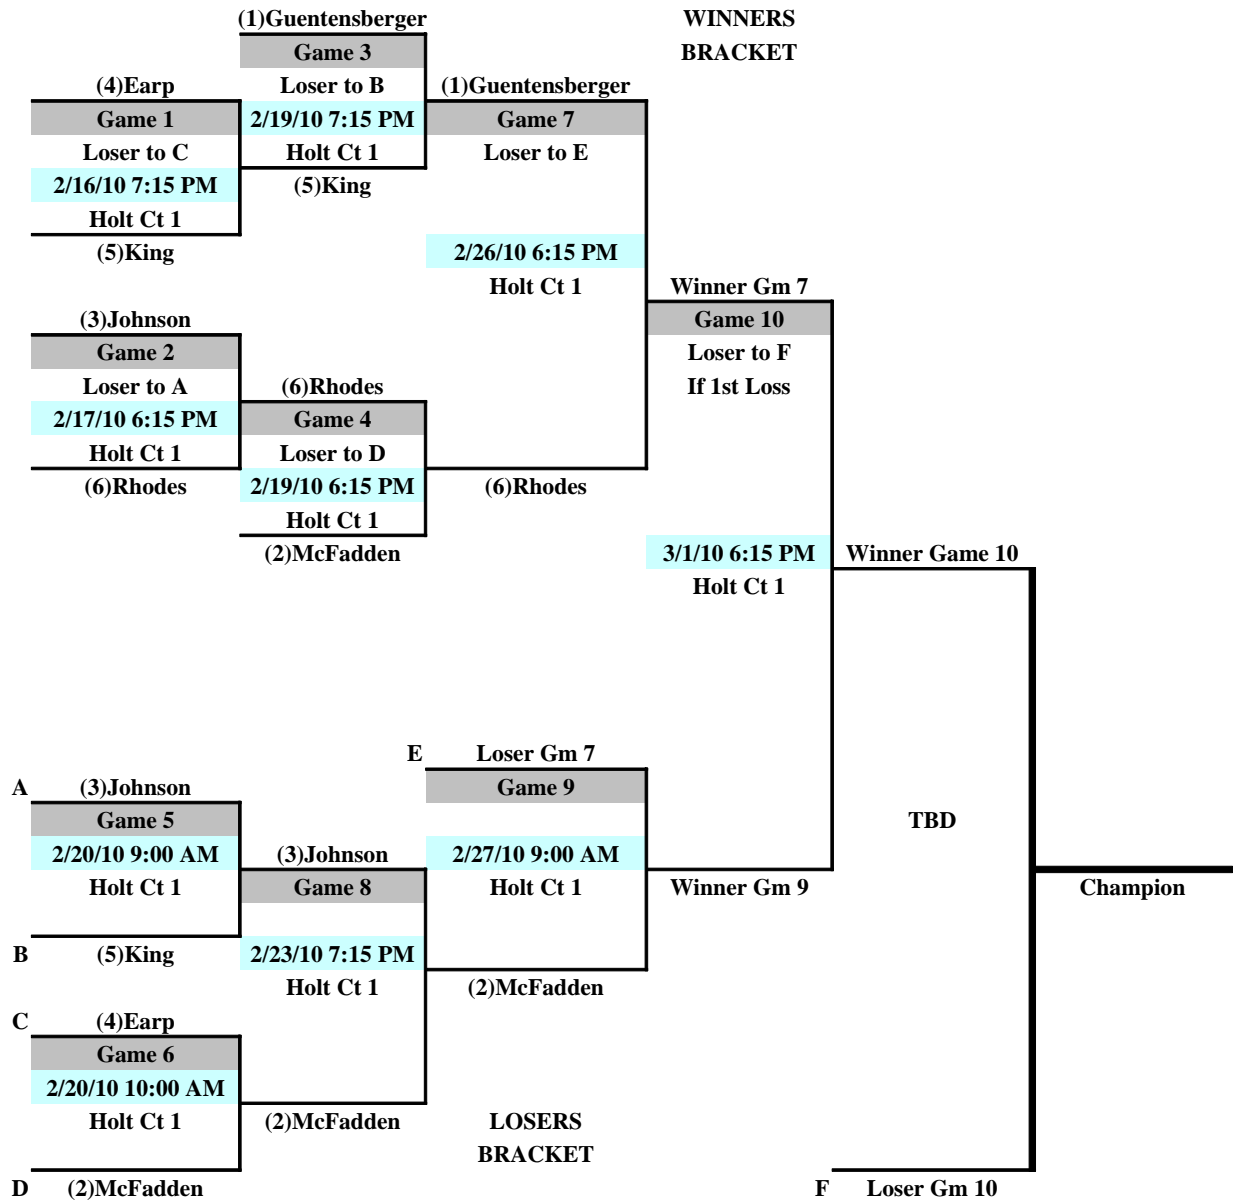 (1)Guentensberger
WINNERS
BRACKET
Game 3
Loser to B
2/19/10 7:15 PM
Holt Ct 1
(5)King
(4)Earp
Game 1
Loser to C
2/16/10 7:15 PM
Holt Ct 1
(5)King
(1)Guentensberger
Game 7
Loser to E
2/26/10 6:15 PM
Holt Ct 1
(6)Rhodes
(3)Johnson
Game 2
Loser to A
2/17/10 6:15 PM
Holt Ct 1
(6)Rhodes
(6)Rhodes
Game 4
Loser to D
2/19/10 6:15 PM
Holt Ct 1
(2)McFadden
Winner Gm 7
Game 10
Loser to F
If 1st Loss
3/1/10 6:15 PM
Holt Ct 1
Winner Gm 9
Winner Game 10
TBD
F Loser Gm 10
Champion
A (3)Johnson
Game 5
2/20/10 9:00 AM
Holt Ct 1
B (5)King
C (4)Earp
Game 6
2/20/10 10:00 AM
Holt Ct 1
D (2)McFadden
(3)Johnson
Game 8
2/23/10 7:15 PM
Holt Ct 1
(2)McFadden
E Loser Gm 7
Game 9
2/27/10 9:00 AM
Holt Ct 1
(2)McFadden
LOSERS
BRACKET